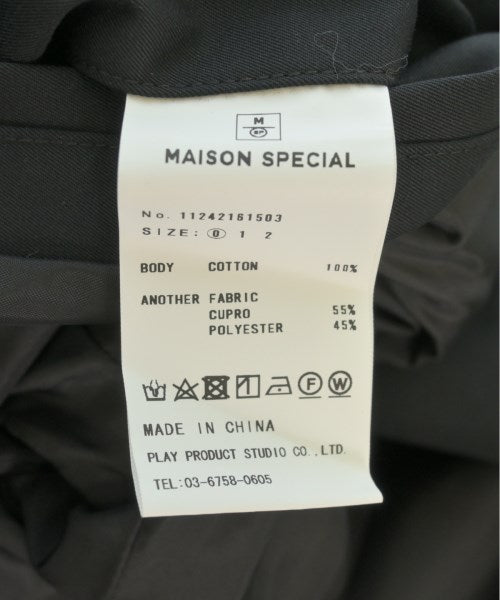 M
SP
MAISON SPECIAL
No. 11242161503
SIZE: 0 1 2
BODY COTTON 100%
ANOTHER FABRIC
CUPRO 55%
POLYESTER 45%
F W
MADE IN CHINA
PLAY PRODUCT STUDIO CO.,LTD.
TEL:03-6758-0605